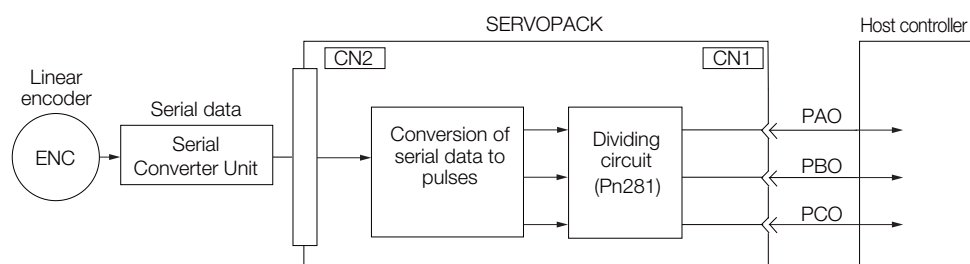 SERVOPACK
Host controller
CN2
CN1
Linear
encoder
ENC
Serial data
Serial
Converter Unit
Conversion of
serial data to
pulses
Dividing
circuit
(Pn281)
PAO
PBO
PCO